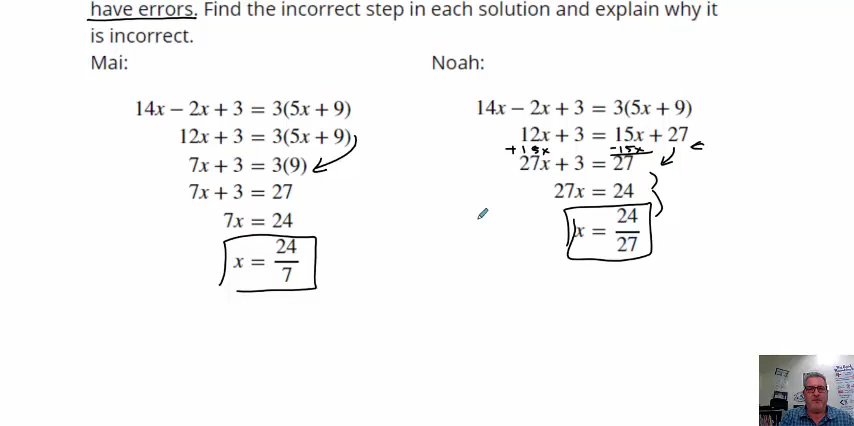 have errors. Find the incorrect step in each solution and explain why it
is incorrect.
Mai:
14x − 2x + 3 = 3(5x + 9)
12x + 3 = 3(5x + 9)
7x + 3 = 3(9)
7x + 3 = 27
7x = 24
x = 24/7
Noah:
14x − 2x + 3 = 3(5x + 9)
12x + 3 = 15x + 27
+15x −15x
27x + 3 = 27
27x = 24
x = 24/27